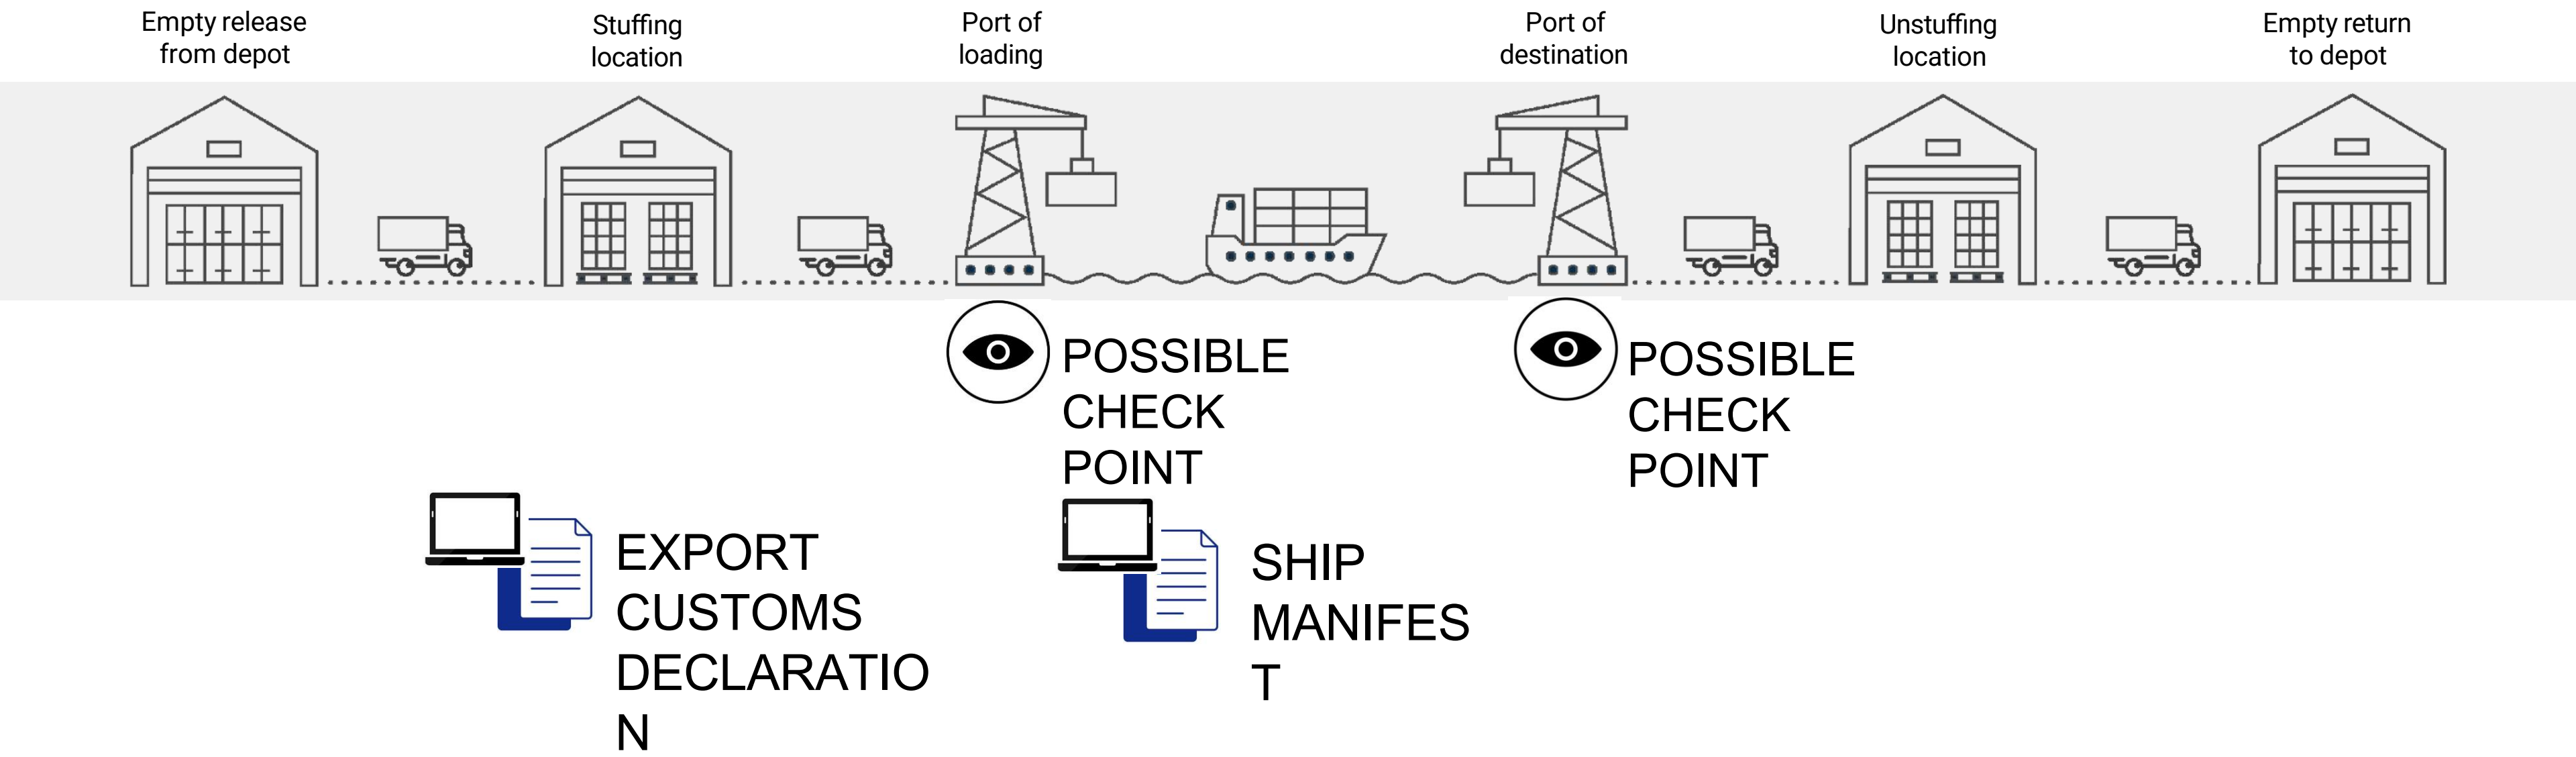 Empty release
from depot
Stuffing
location
Port of
loading
Port of
destination
Unstuffing
location
Empty return
to depot
POSSIBLE
CHECK
POINT
POSSIBLE
CHECK
POINT
EXPORT
CUSTOMS
DECLARATIO
N
SHIP
MANIFES
T